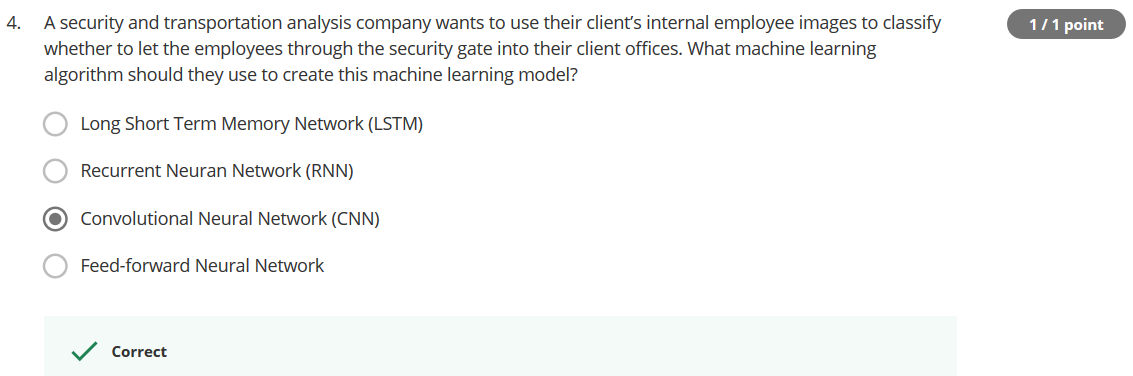 4. A security and transportation analysis company wants to use their client's internal employee images to classify 1 / 1 point
whether to let the employees through the security gate into their client offices. What machine learning
algorithm should they use to create this machine learning model?
Long Short Term Memory Network (LSTM)
Recurrent Neuran Network (RNN)
Convolutional Neural Network (CNN)
Feed-forward Neural Network
Correct